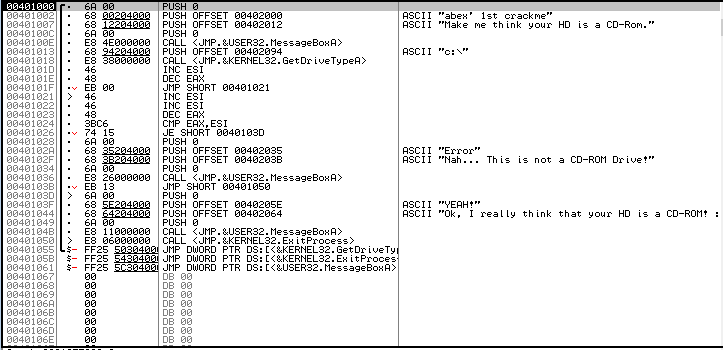 00401000 6A 00 PUSH 0
00401002 68 00204000 PUSH OFFSET 00402000 ASCII "abex' 1st crackme"
00401007 68 12204000 PUSH OFFSET 00402012 ASCII "Make me think your HD is a CD-Rom."
0040100C 6A 00 PUSH 0
0040100E E8 4E000000 CALL <JMP.&USER32.MessageBoxA>
00401013 68 94204000 PUSH OFFSET 00402094 ASCII "c:\"
00401018 E8 38000000 CALL <JMP.&KERNEL32.GetDriveTypeA>
0040101D 46 INC ESI
0040101E 48 DEC EAX
0040101F EB 00 JMP SHORT 00401021
00401021 46 INC ESI
00401022 46 INC ESI
00401023 48 DEC EAX
00401024 3BC6 CMP EAX,ESI
00401026 74 15 JE SHORT 0040103D
00401028 6A 00 PUSH 0
0040102A 68 35204000 PUSH OFFSET 00402035 ASCII "Error"
0040102F 68 3B204000 PUSH OFFSET 0040203B ASCII "Nah... This is not a CD-ROM Drive!"
00401034 6A 00 PUSH 0
00401036 E8 26000000 CALL <JMP.&USER32.MessageBoxA>
0040103B EB 13 JMP SHORT 00401050
0040103D 6A 00 PUSH 0
0040103F 68 5E204000 PUSH OFFSET 0040205E ASCII "YEAH!"
00401044 68 64204000 PUSH OFFSET 00402064 ASCII "Ok, I really think that your HD is a CD-ROM! :
00401049 6A 00 PUSH 0
0040104B E8 11000000 CALL <JMP.&USER32.MessageBoxA>
00401050 E8 06000000 CALL <JMP.&KERNEL32.ExitProcess>
00401055 $- FF25 50304000 JMP DWORD PTR DS:[<&KERNEL32.GetDriveTyp
0040105B $- FF25 54304000 JMP DWORD PTR DS:[<&KERNEL32.ExitProces
00401061 $- FF25 5C304000 JMP DWORD PTR DS:[<&USER32.MessageBoxA>
00401067 00 DB 00
00401068 00 DB 00
00401069 00 DB 00
0040106A 00 DB 00
0040106B 00 DB 00
0040106C 00 DB 00
0040106D 00 DB 00
0040106E 00 DB 00